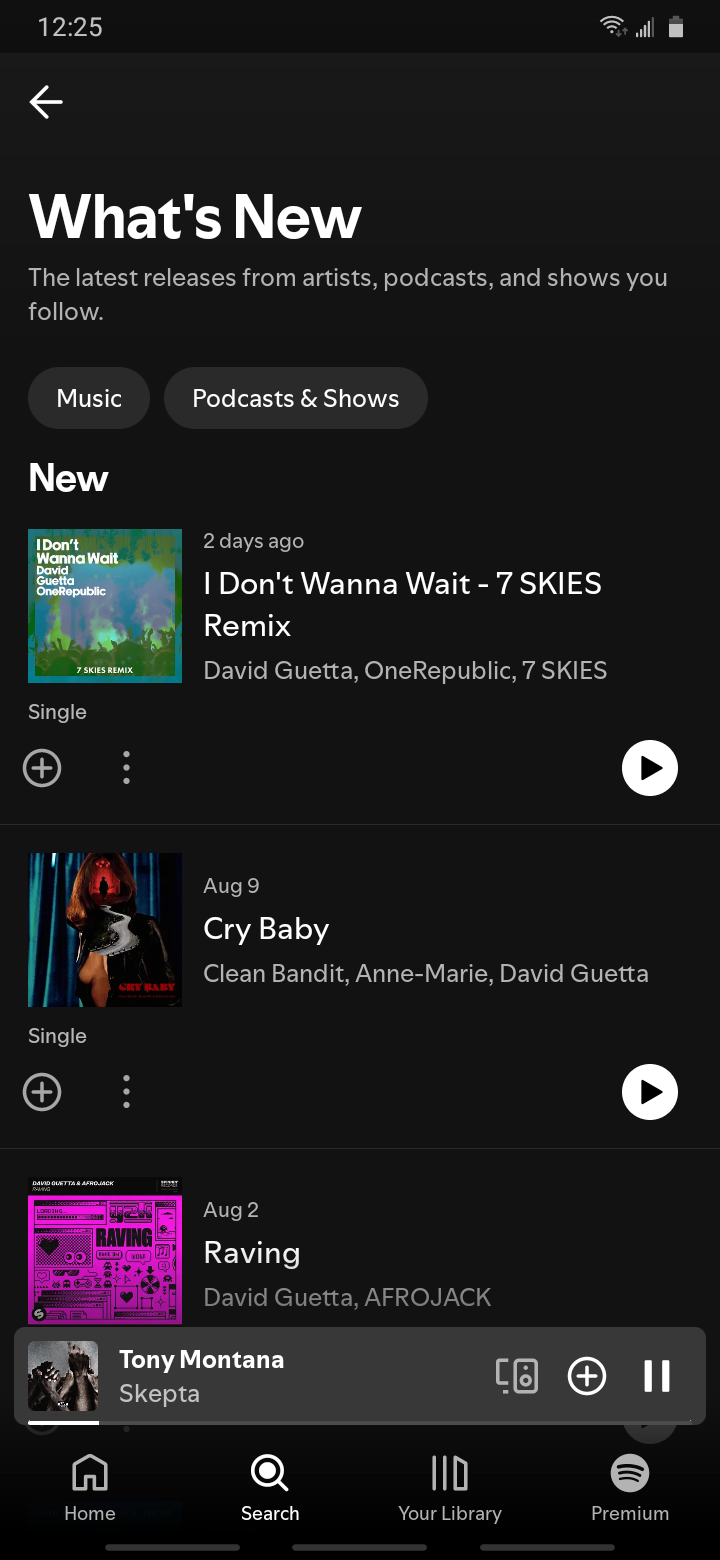 12:25
What's New
The latest releases from artists, podcasts, and shows you
follow.
Music
Podcasts & Shows
New
I Don't
Wanna Wait
David
Guetta
OneRepublic
7 SKIES REMIX
2 days ago
I Don't Wanna Wait - 7 SKIES
Remix
David Guetta, OneRepublic, 7 SKIES
Single
CRY BABY
Aug 9
Cry Baby
Clean Bandit, Anne-Marie, David Guetta
Single
DAVID GUETTA & AFROJACK
RAVING
LOADING..
RAVING
Aug 2
Raving
David Guetta, AFROJACK
Tony Montana
Skepta
Home
Search
Your Library
Premium